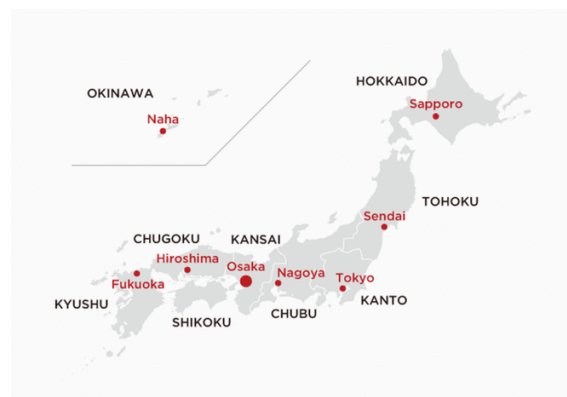 OKINAWA
Naha
HOKKAIDO
Sapporo
TOHOKU
Sendai
CHUGOKU
KANSAI
Hiroshima
Osaka
Nagoya
Tokyo
Fukuoka
KYUSHU
SHIKOKU
CHUBU
KANTO